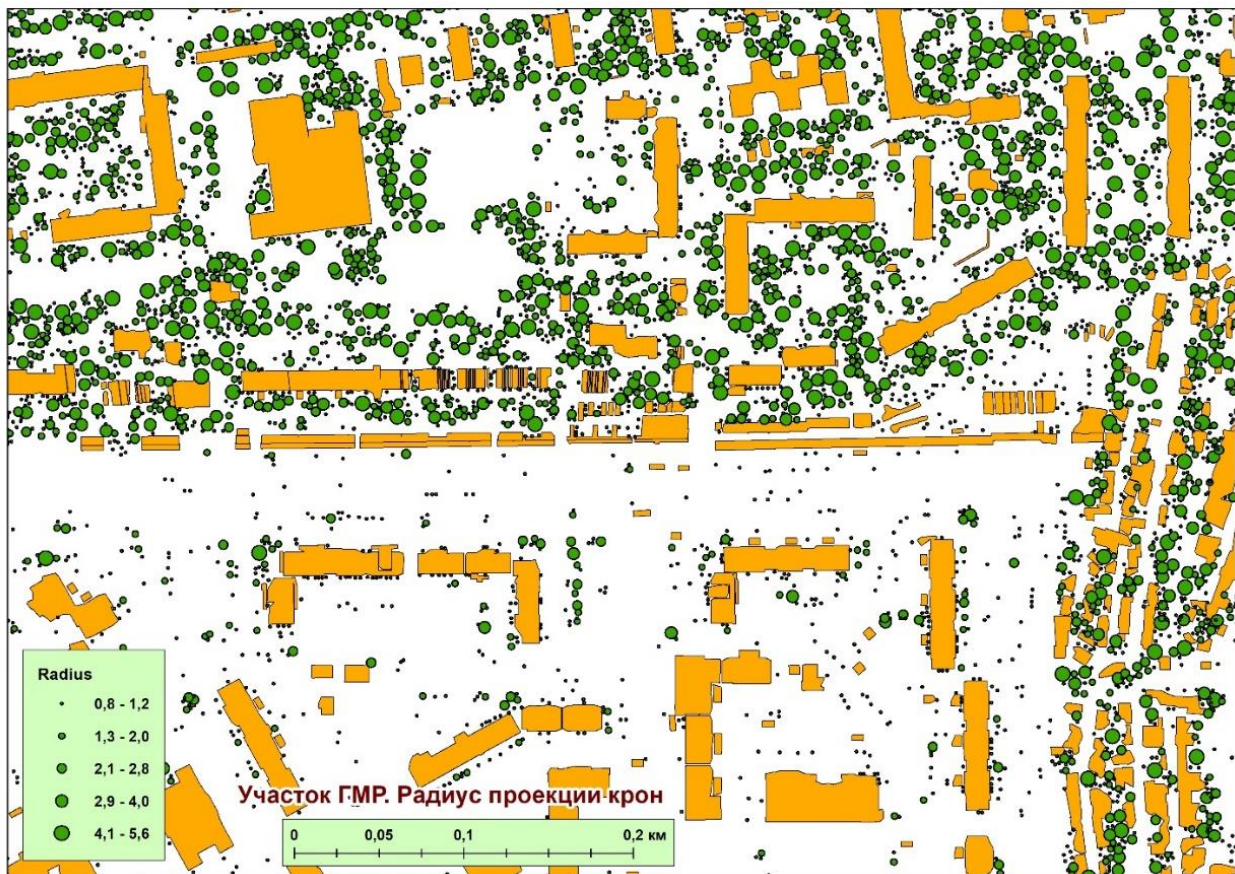 Radius
0,8 - 1,2
1,3 - 2,0
2,1 - 2,8
2,9 - 4,0
4,1 - 5,6
Участок ГМР. Радиус проекции крон
0 0,05 0,1 0,2 км